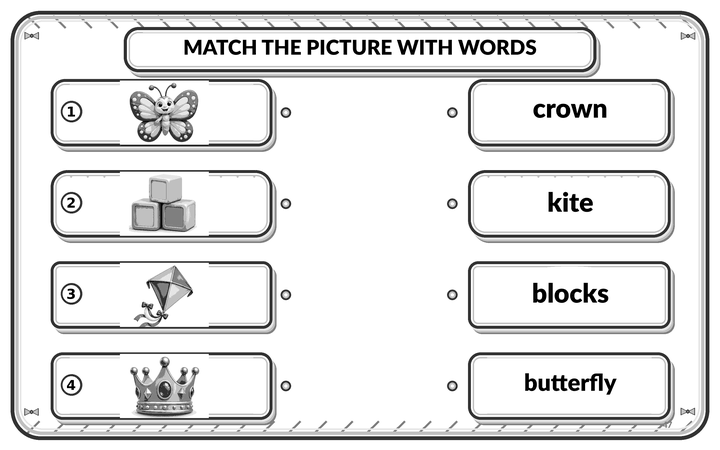 MATCH THE PICTURE WITH WORDS
1
crown
2
kite
3
blocks
4
butterfly